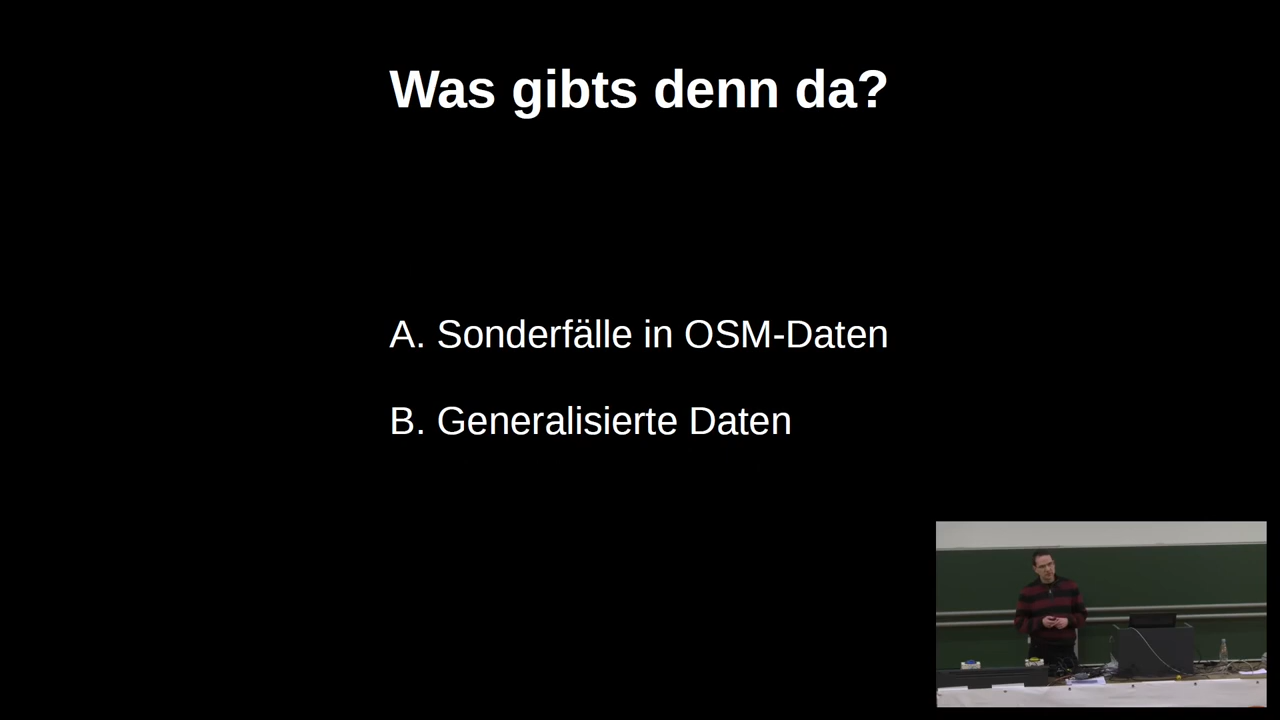 Was gibts denn da?
A. Sonderfälle in OSM-Daten
B. Generalisierte Daten